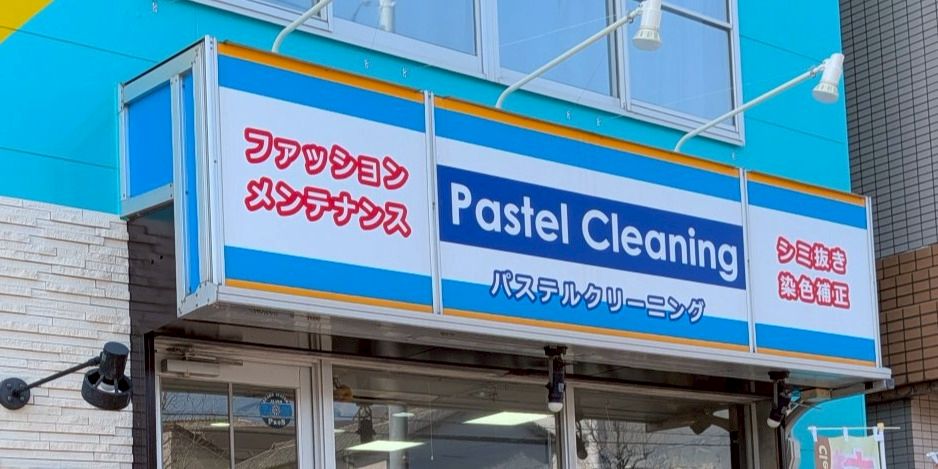 ファッション
メンテナンス
Pastel Cleaning
パステルクリーニング
シミ抜き
染色補正